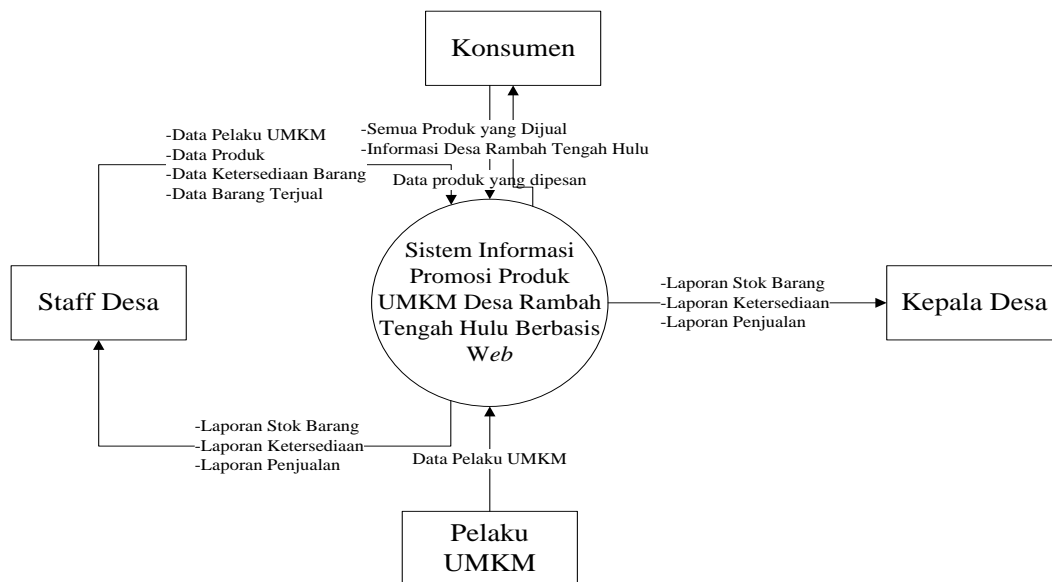 Konsumen
-Data Pelaku UMKM
-Data Produk
-Data Ketersediaan Barang
-Data Barang Terjual
-Semua Produk yang Dijual
-Informasi Desa Rambah Tengah Hulu
Data produk yang dipesan
Staff Desa
Sistem Informasi
Promosi Produk
UMKM Desa Rambah
Tengah Hulu Berbasis
Web
-Laporan Stok Barang
-Laporan Ketersediaan
-Laporan Penjualan
Kepala Desa
-Laporan Stok Barang
-Laporan Ketersediaan
-Laporan Penjualan
Data Pelaku UMKM
Pelaku
UMKM